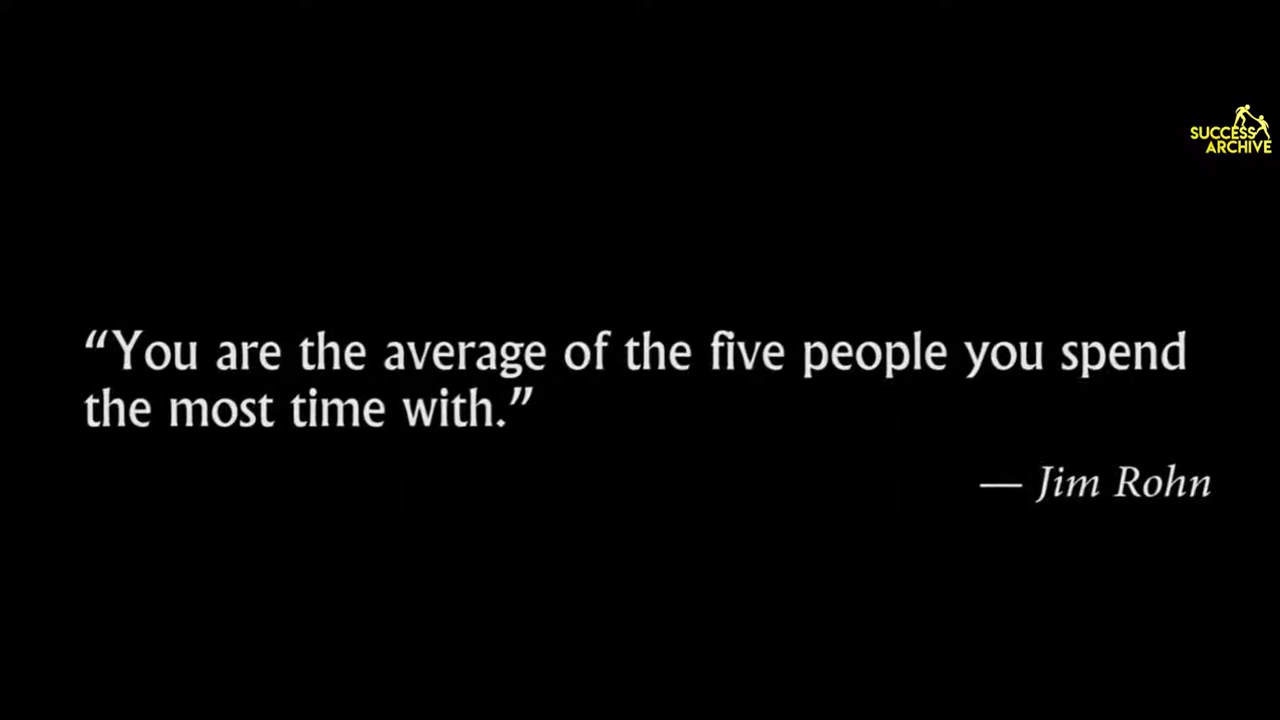 SUCCESS
ARCHIVE
“You are the average of the five people you spend
the most time with.”
— Jim Rohn